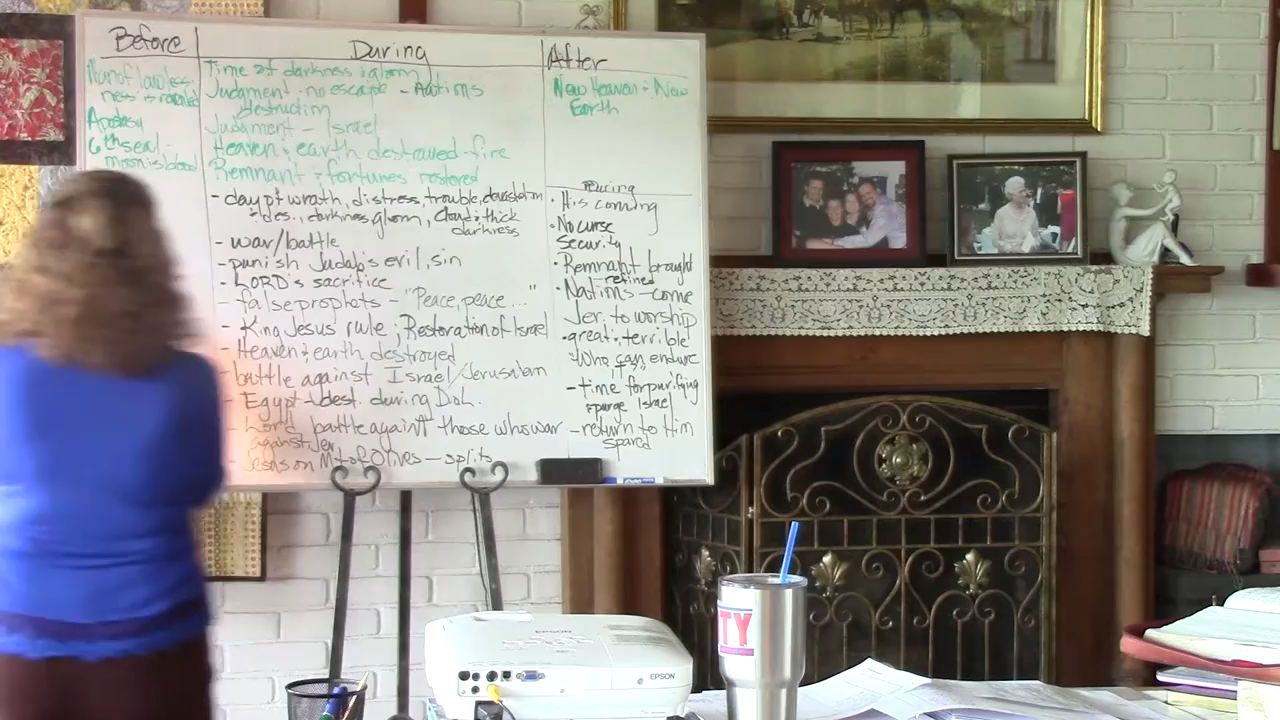 Before
Man of lawless-
ness is revealed
Apostasy
6th seal -
moon is blood
During
Time of darkness & gloom
Judgment - no escape - Nations
destruction
Judgment - Israel
Heaven & earth destroyed - fire
Remnant & fortunes restored
- day of wrath, distress, trouble, devastation
& des., darkness gloom, cloud & thick
darkness
- war/battle
- punish Judah's evil, sin
- LORD's sacrifice
- false prophets - "Peace, peace..."
- King Jesus' rule ; Restoration of Israel
- Heaven & earth destroyed
- battle against Israel/Jerusalem
- Egypt - dest. during DoL.
- Lord battle against those who war
against Jer.
- Jesus on Mt of Olives - splits
After
New Heaven & New
Earth
During
· His coming
· No curse
Security
· Remnant brought
refined
· Nations - come
Jer. to worship
· great & terrible
"Who can endure
it?"
- time for purifying
& purge Israel
- return to Him
spared
EPSON
EPSON
TY